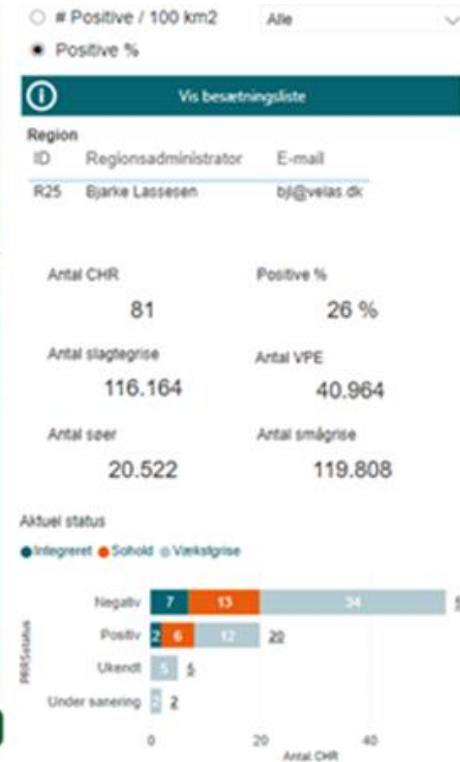 # Positive / 100 km2 Alle
Positive %
Vis besætningsliste
Region
ID Regionsadministrator E-mail
R25 Bjarke Lassesen bjl@velas.dk
Antal CHR Positive %
81 26 %
Antal slagtegrise Antal VPE
116.164 40.964
Antal søer Antal smågrise
20.522 119.808
Aktuel status
Integreret Sohold Vækstgrise
PRRSstatus
Negativ 7 13 34
Positiv 2 6 12 20
Ukendt 5 5
Under sanering 2 2
0 20 40
Antal CHR